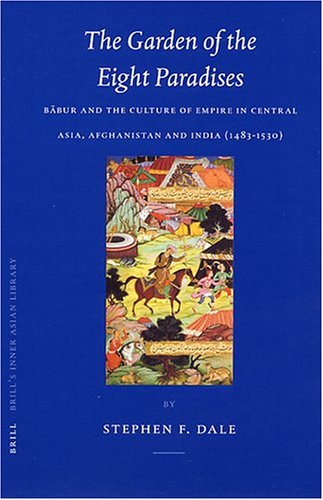 The Garden of the
Eight Paradises
BĀBUR AND THE CULTURE OF EMPIRE IN CENTRAL
ASIA, AFGHANISTAN AND INDIA (1483-1530)
BY
STEPHEN F. DALE
BRILL
BRILL'S INNER ASIAN LIBRARY